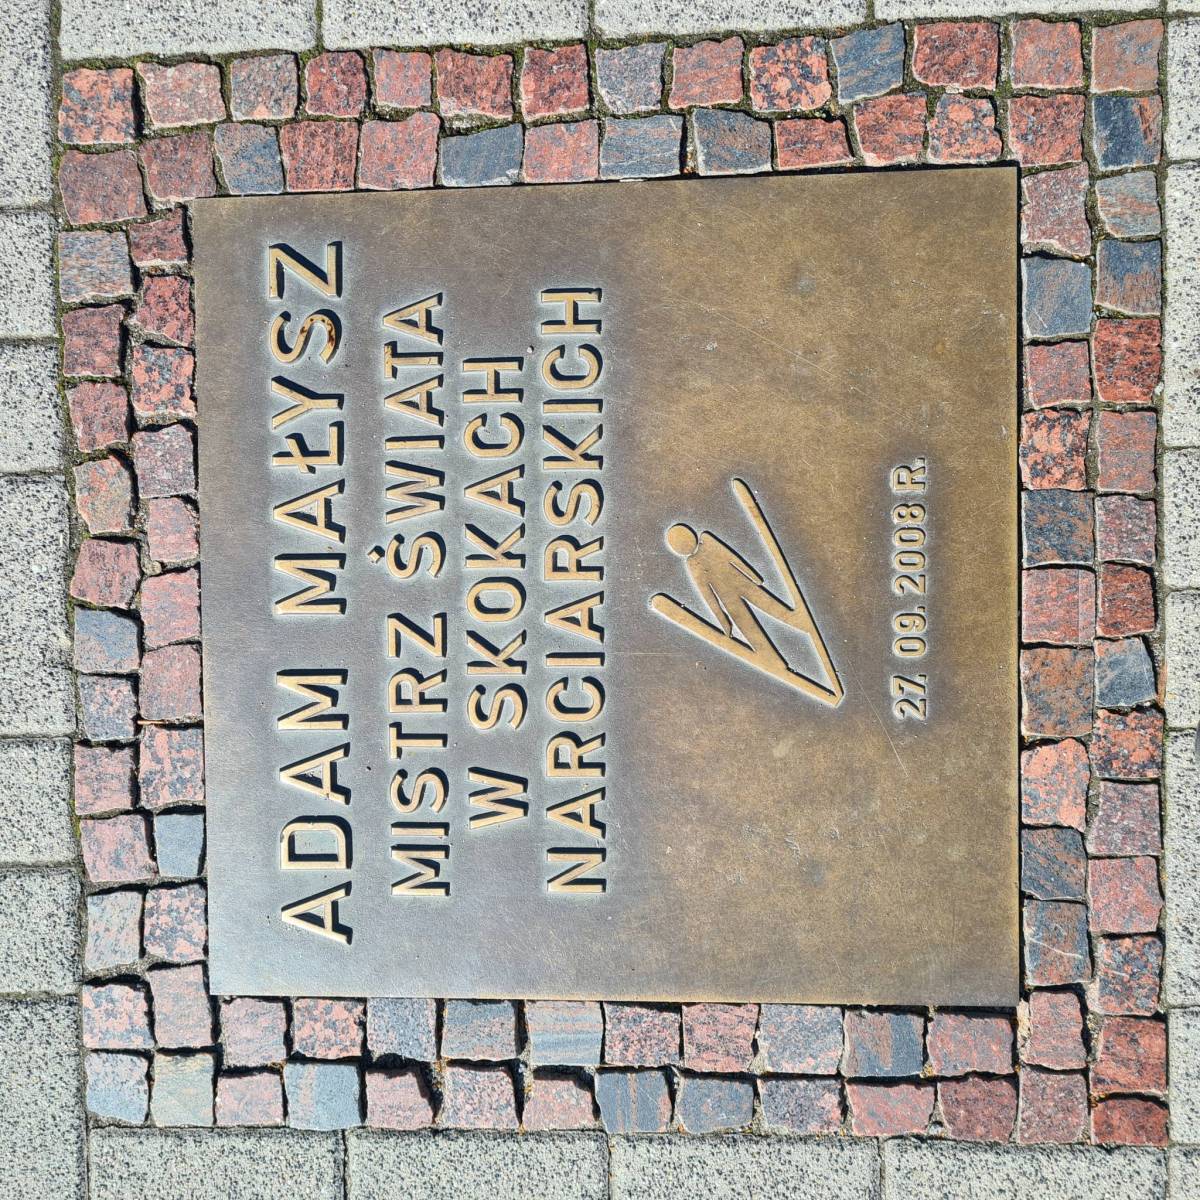 ADAM MAŁYSZ
MISTRZ ŚWIATA
W SKOKACH
NARCIARSKICH
27. 09. 2008 R.